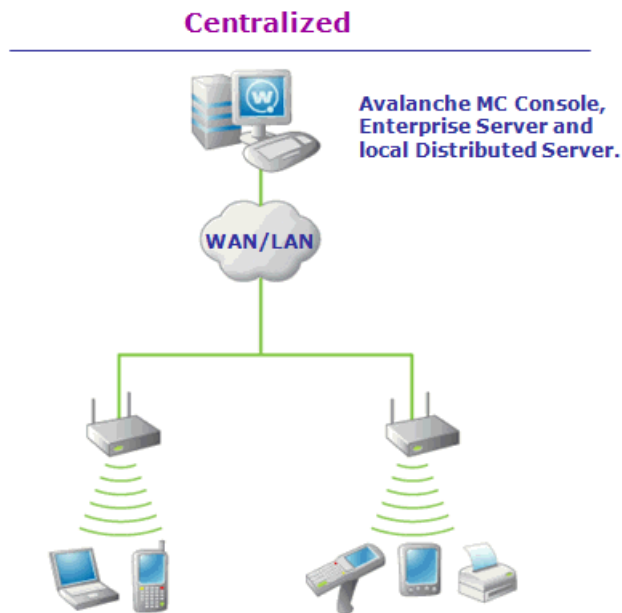 Centralized
Avalanche MC Console,
Enterprise Server and
local Distributed Server.
WAN/LAN